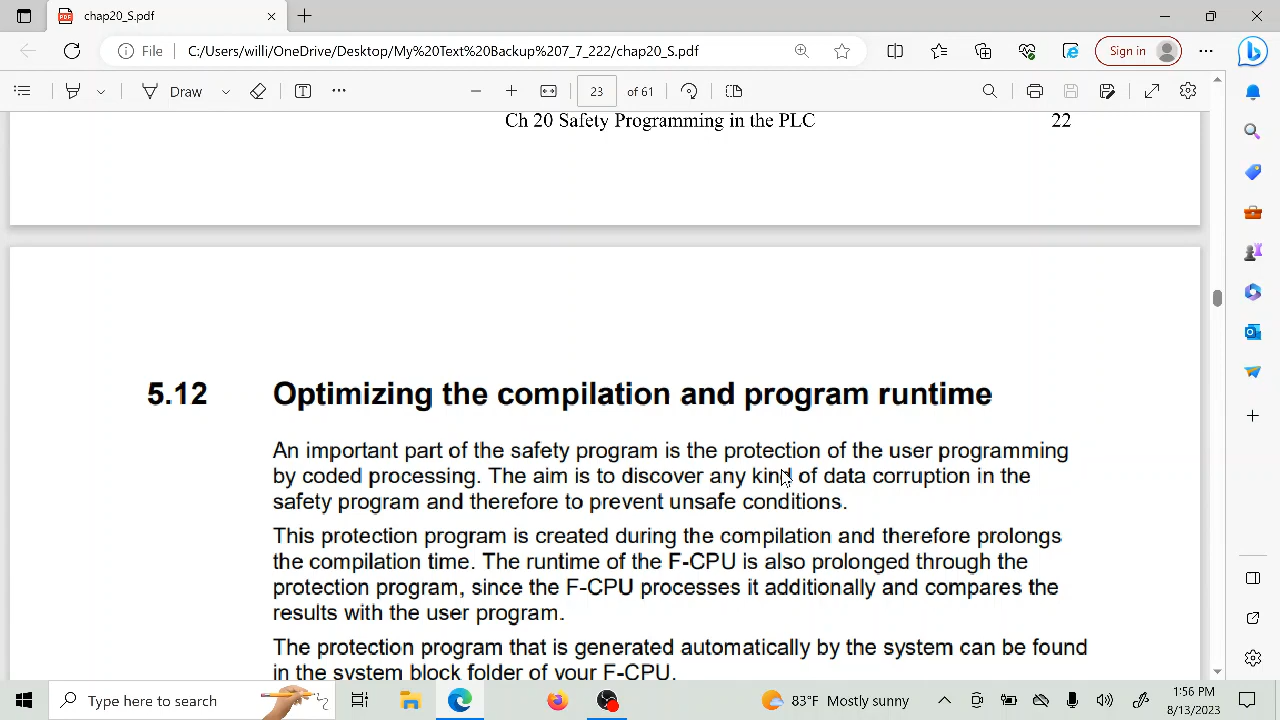 chap20_S.pdf
File
C:/Users/willi/OneDrive/Desktop/My%20Text%20Backup%207_7_222/chap20_S.pdf
Sign in
Draw
23 of 61
Ch 20 Safety Programming in the PLC 22
5.12 Optimizing the compilation and program runtime
An important part of the safety program is the protection of the user programming
by coded processing. The aim is to discover any kind of data corruption in the
safety program and therefore to prevent unsafe conditions.
This protection program is created during the compilation and therefore prolongs
the compilation time. The runtime of the F-CPU is also prolonged through the
protection program, since the F-CPU processes it additionally and compares the
results with the user program.
The protection program that is generated automatically by the system can be found
in the system block folder of your F-CPU.
Type here to search
83°F Mostly sunny
1:56 PM
8/13/2023